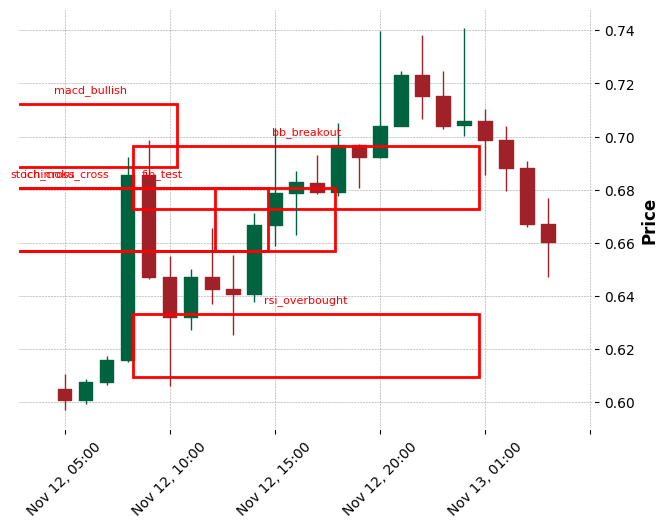 macd_bullish
bb_breakout
fib_test
rsi_overbought
0.74
0.72
0.70
0.68
0.66
0.64
0.62
0.60
Price
Nov 12, 05:00
Nov 12, 10:00
Nov 12, 15:00
Nov 12, 20:00
Nov 13, 01:00